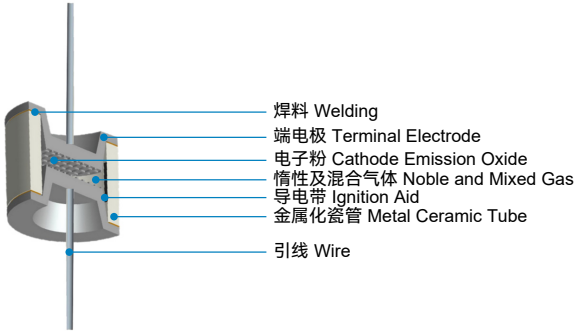 焊料 Welding
端电极 Terminal Electrode
电子粉 Cathode Emission Oxide
惰性及混合气体 Noble and Mixed Gas
导电带 Ignition Aid
金属化瓷管 Metal Ceramic Tube
引线 Wire